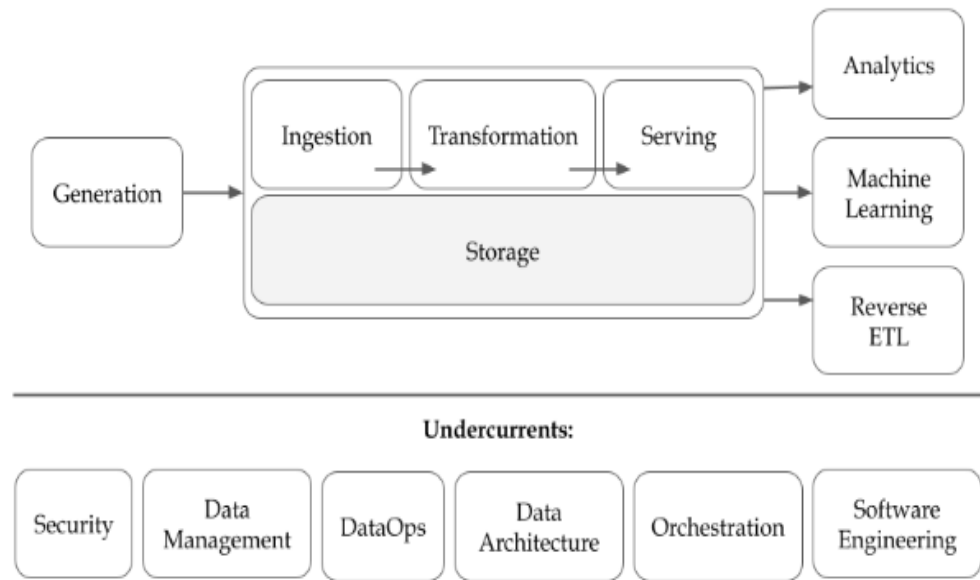 Generation
Ingestion
Transformation
Serving
Storage
Analytics
Machine
Learning
Reverse
ETL
Undercurrents:
Security
Data
Management
DataOps
Data
Architecture
Orchestration
Software
Engineering